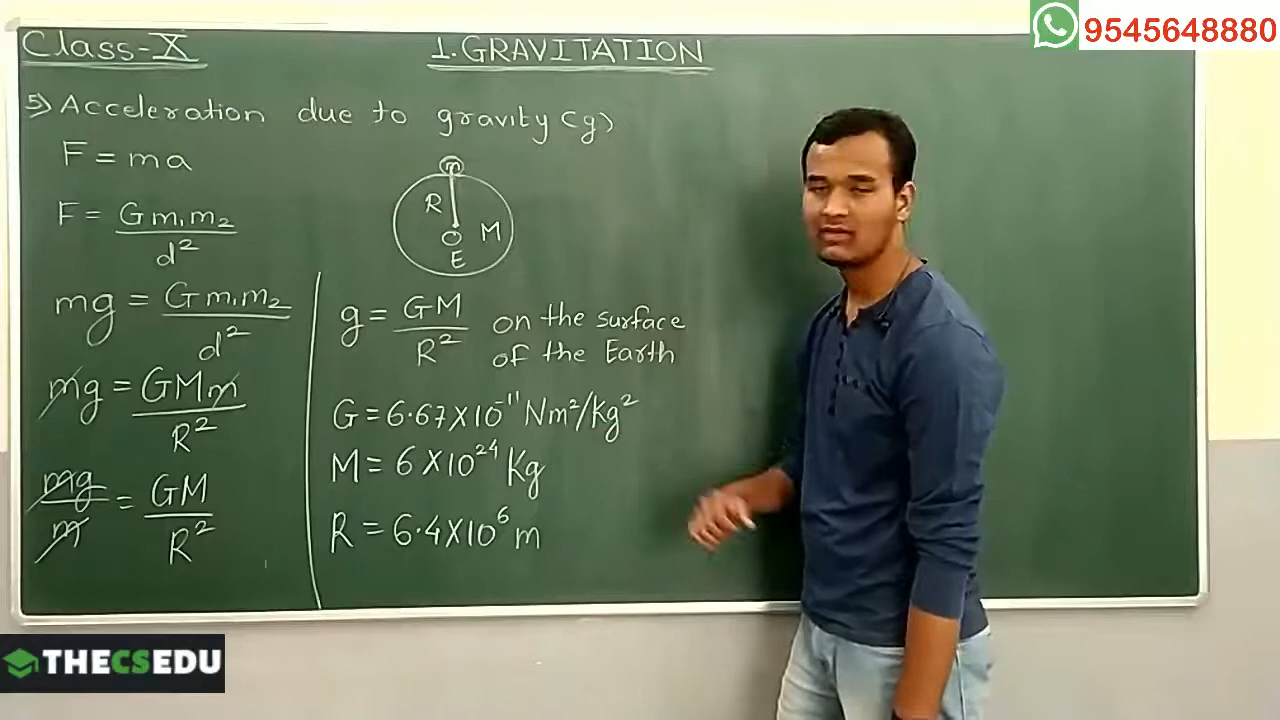 9545648880
Class-X
1. GRAVITATION
5) Acceleration due to gravity (g)
F = ma
F = Gm₁m₂/d²
mg = Gm₁m₂/d²
mg = GMm/R²
mg/m = GM/R²
m
R
M
E
g = GM/R² on the surface
of the Earth
G = 6.67×10⁻¹¹ Nm²/Kg²
M = 6×10²⁴ Kg
R = 6.4×10⁶ m
THECSEDU